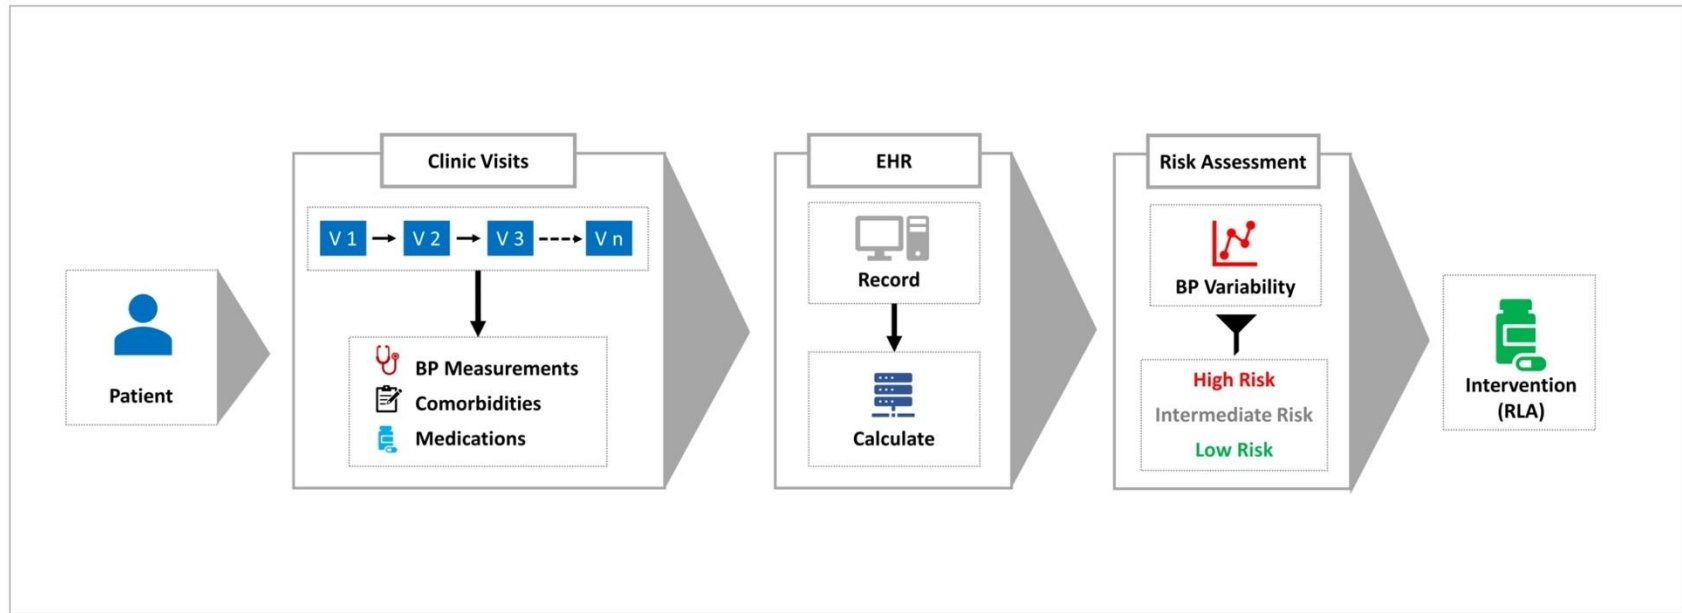 Patient
Clinic Visits
V 1
V 2
V 3
V n
BP Measurements
Comorbidities
Medications
EHR
Record
Calculate
Risk Assessment
BP Variability
High Risk
Intermediate Risk
Low Risk
Intervention
(RLA)